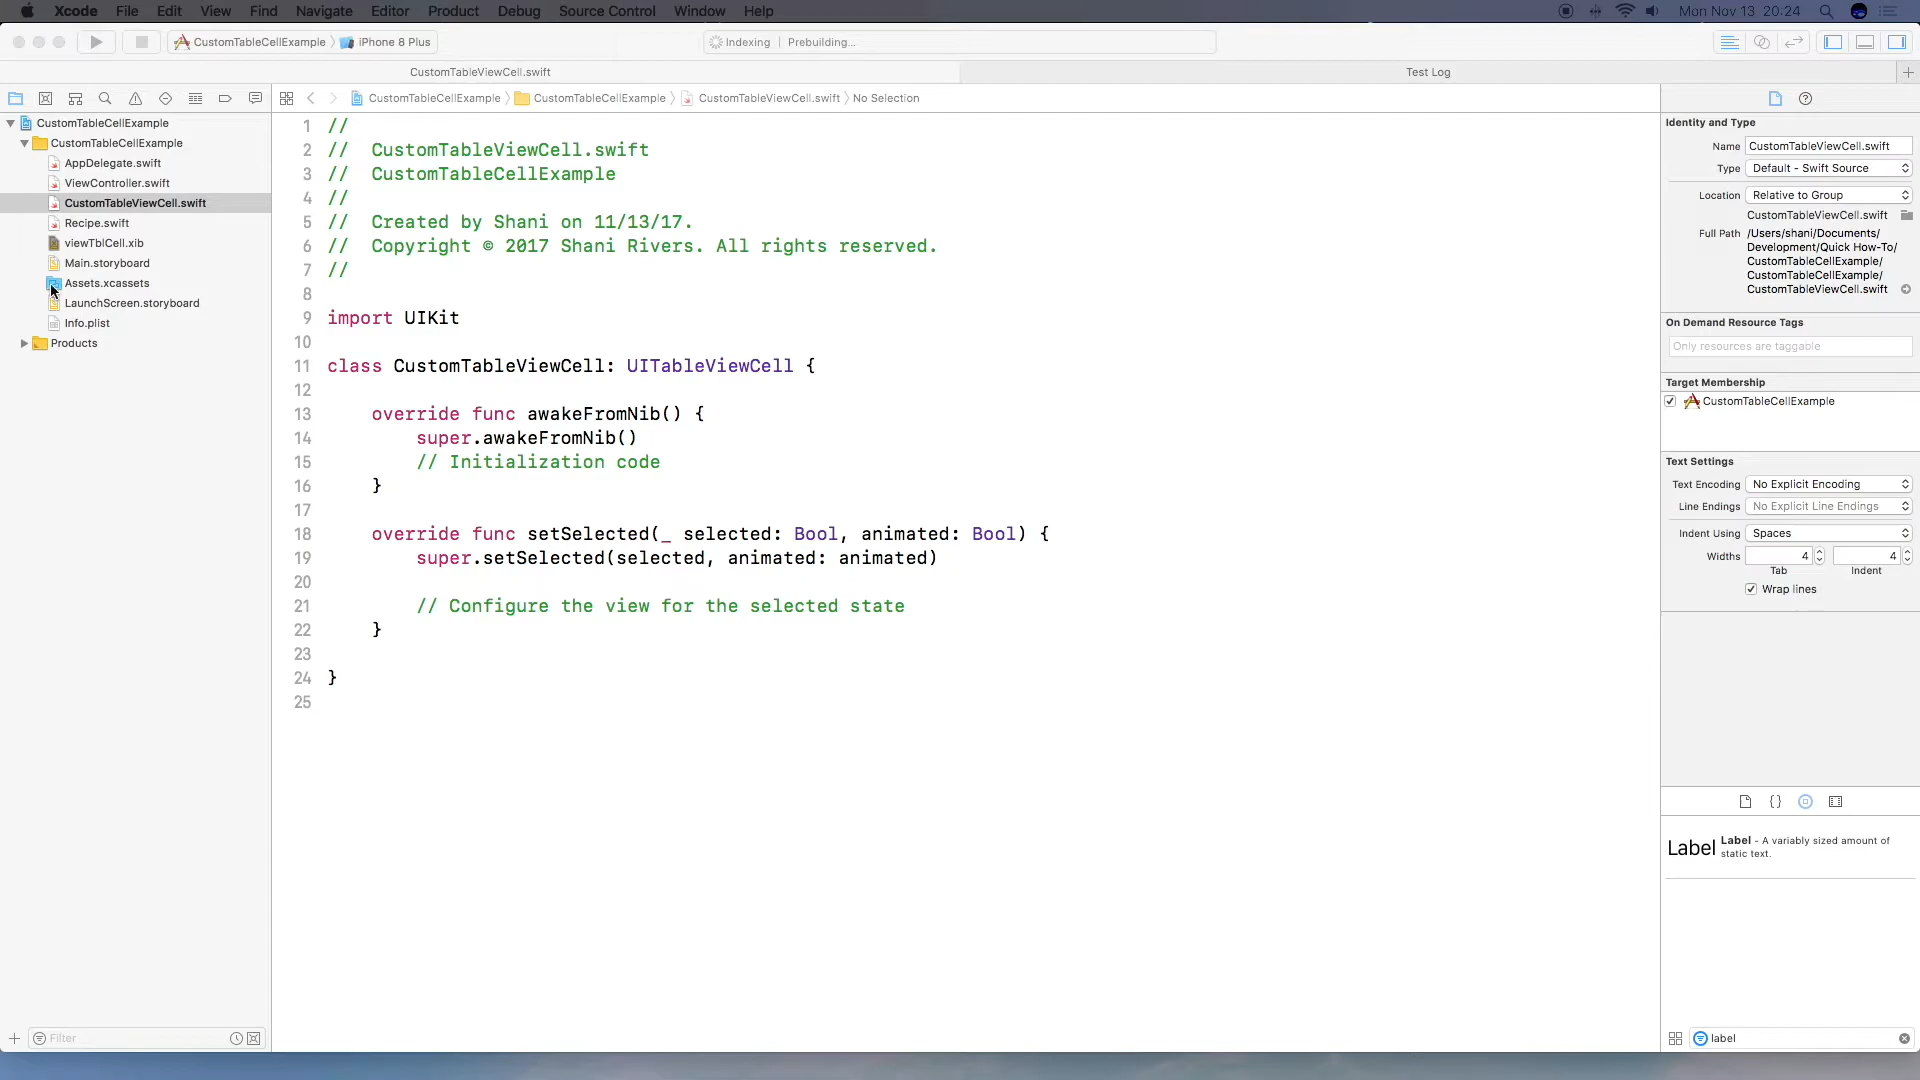 Xcode File Edit View Find Navigate Editor Product Debug Source Control Window Help Mon Nov 13 20:24
CustomTableCellExample iPhone 8 Plus Indexing Prebuilding...
CustomTableViewCell.swift Test Log
CustomTableCellExample CustomTableCellExample CustomTableViewCell.swift No Selection
CustomTableCellExample
CustomTableCellExample
AppDelegate.swift
ViewController.swift
CustomTableViewCell.swift
Recipe.swift
viewTblCell.xib
Main.storyboard
Assets.xcassets
LaunchScreen.storyboard
Info.plist
Products
Filter
1 //
2 // CustomTableViewCell.swift
3 // CustomTableCellExample
4 //
5 // Created by Shani on 11/13/17.
6 // Copyright © 2017 Shani Rivers. All rights reserved.
7 //
8
9 import UIKit
10
11 class CustomTableViewCell: UITableViewCell {
12
13 override func awakeFromNib() {
14 super.awakeFromNib()
15 // Initialization code
16 }
17
18 override func setSelected(_ selected: Bool, animated: Bool) {
19 super.setSelected(selected, animated: animated)
20
21 // Configure the view for the selected state
22 }
23
24 }
25
Identity and Type
Name CustomTableViewCell.swift
Type Default - Swift Source
Location Relative to Group
CustomTableViewCell.swift
Full Path /Users/shani/Documents/
Development/Quick How-To/
CustomTableCellExample/
CustomTableCellExample/
CustomTableViewCell.swift
On Demand Resource Tags
Only resources are taggable
Target Membership
CustomTableCellExample
Text Settings
Text Encoding No Explicit Encoding
Line Endings No Explicit Line Endings
Indent Using Spaces
Widths 4 4
Tab Indent
Wrap lines
{}
Label Label - A variably sized amount of
static text.
label